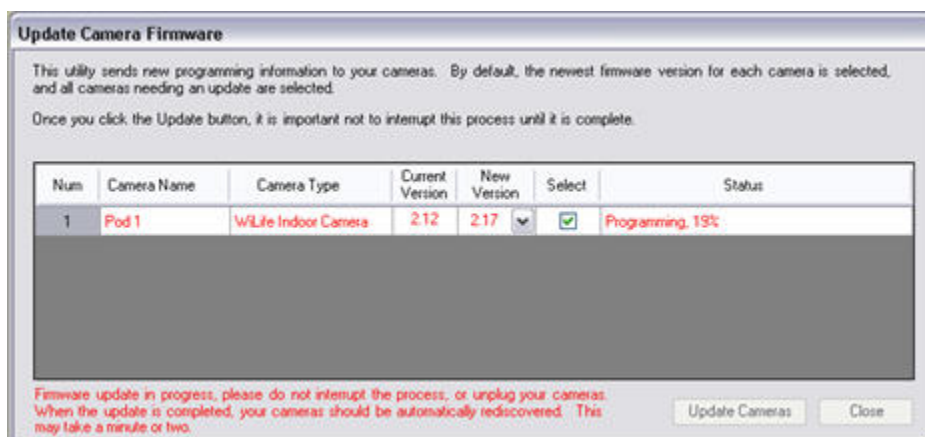 Update Camera Firmware
This utility sends new programming information to your cameras. By default, the newest firmware version for each camera is selected,
and all cameras needing an update are selected.
Once you click the Update button, it is important not to interrupt this process until it is complete.
Num Camera Name Camera Type Current Version New Version Select Status
1 Pod 1 WiLife Indoor Camera 2.12 2.17 Programming, 19%
Firmware update in progress, please do not interrupt the process, or unplug your cameras.
When the update is completed, your cameras should be automatically rediscovered. This
may take a minute or two.
Update Cameras Close